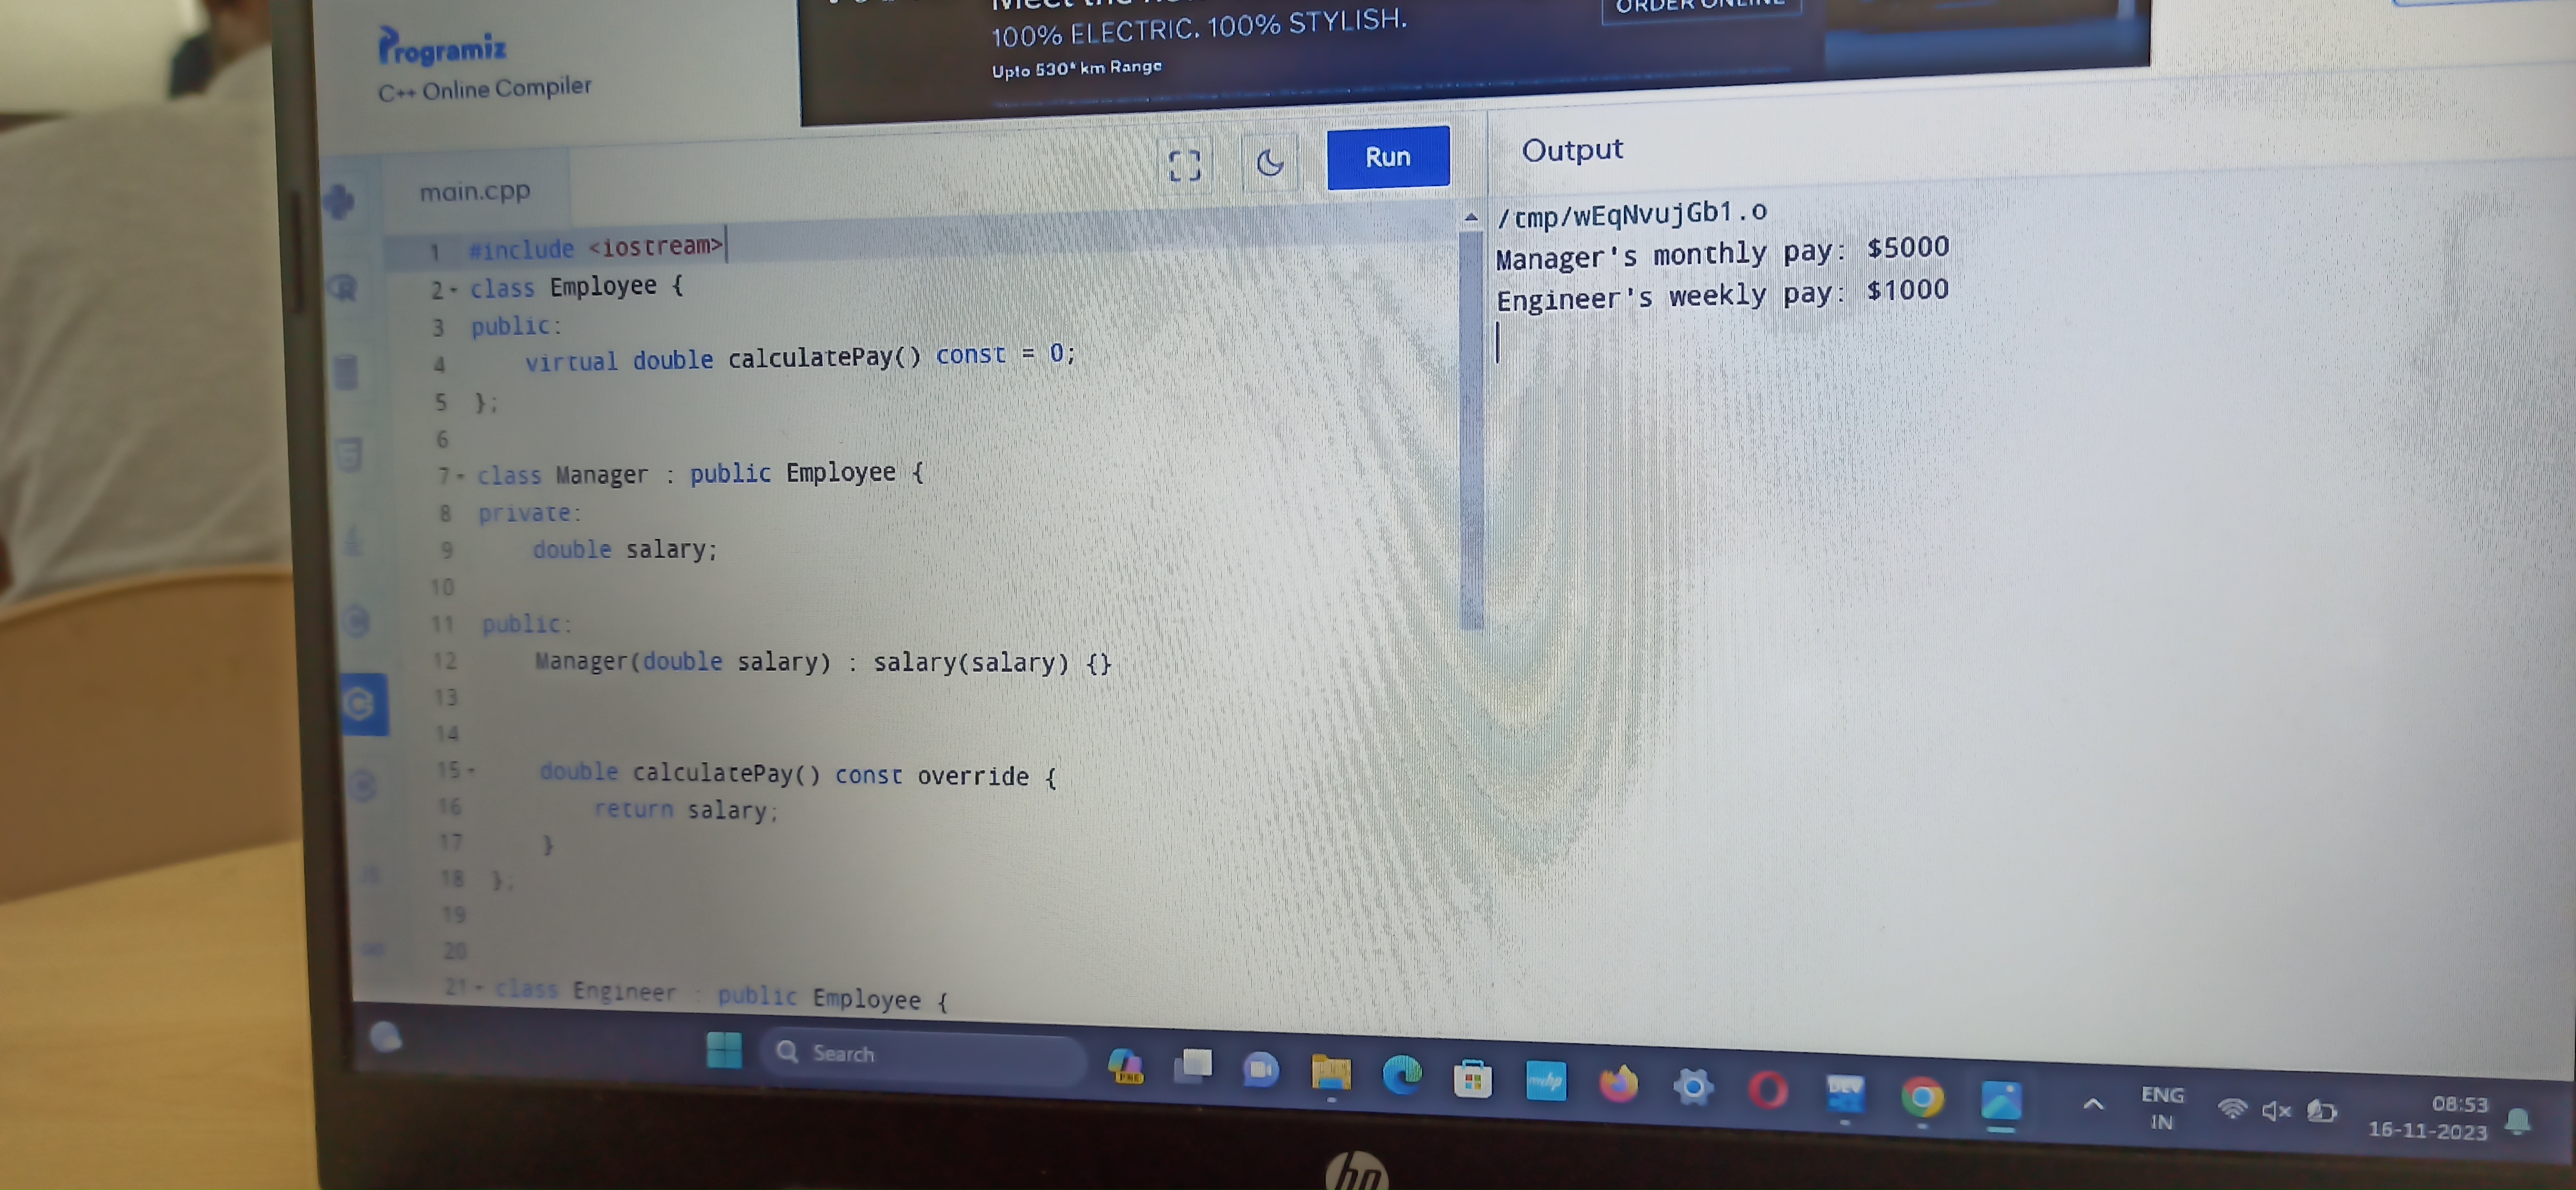 Programiz
C++ Online Compiler
100% ELECTRIC. 100% STYLISH.
Upto 530* km Range
ORDER ONLINE
main.cpp
Run
Output
1 #include <iostream>
2 class Employee {
3 public:
4 virtual double calculatePay() const = 0;
5 };
6
7 class Manager : public Employee {
8 private:
9 double salary;
10
11 public:
12 Manager(double salary) : salary(salary) {}
13
14
15 double calculatePay() const override {
16 return salary;
17 }
18 };
19
20
21 class Engineer : public Employee {
/tmp/wEqNvujGb1.o
Manager's monthly pay: $5000
Engineer's weekly pay: $1000
Search
PRE
myhp
DEV
ENG
IN
08:53
16-11-2023
hp